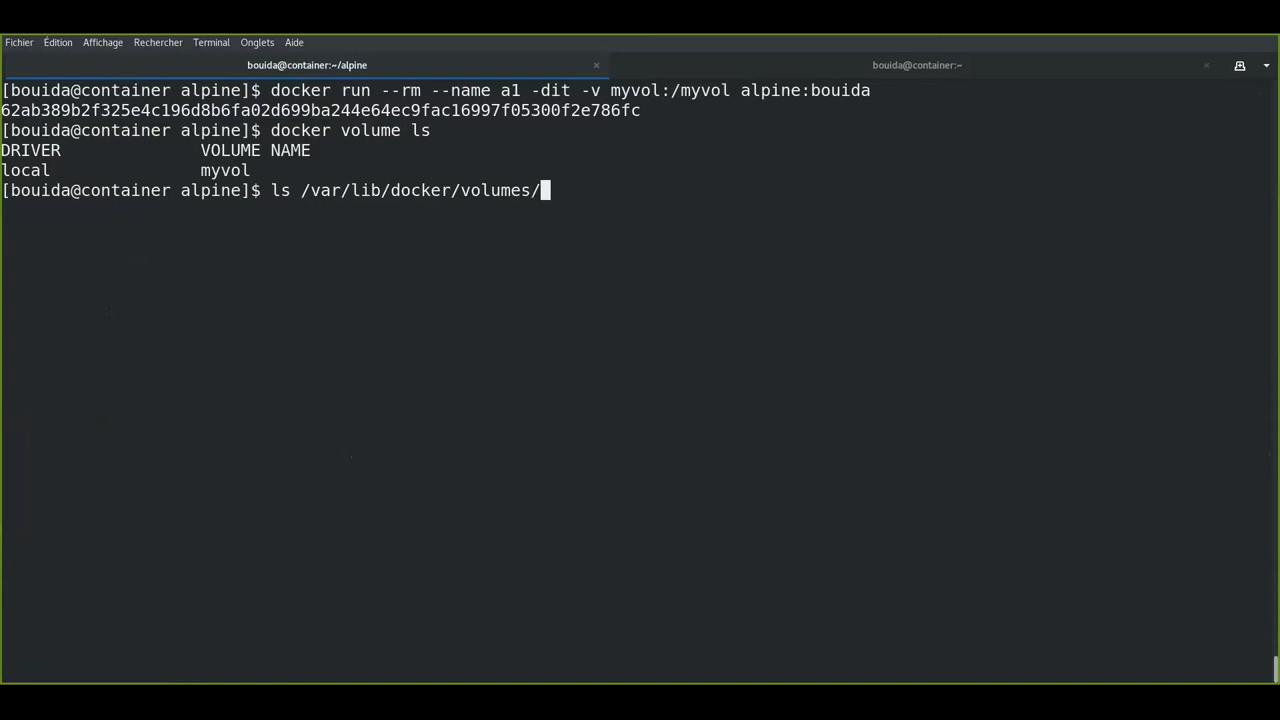 Fichier Édition Affichage Rechercher Terminal Onglets Aide
bouida@container:~/alpine × bouida@container:~ ×
[bouida@container alpine]$ docker run --rm --name a1 -dit -v myvol:/myvol alpine:bouida
62ab389b2f325e4c196d8b6fa02d699ba244e64ec9fac16997f05300f2e786fc
[bouida@container alpine]$ docker volume ls
DRIVER VOLUME NAME
local myvol
[bouida@container alpine]$ ls /var/lib/docker/volumes/